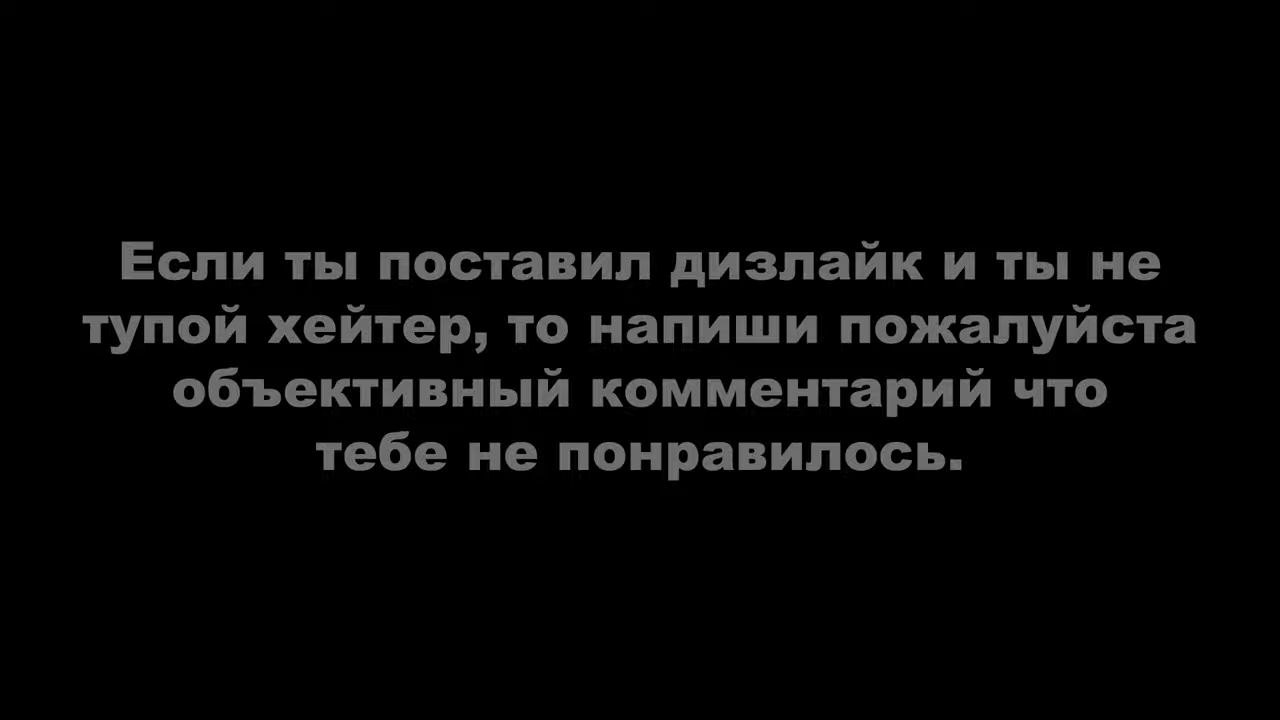 Если ты поставил дизлайк и ты не
тупой хейтер, то напиши пожалуйста
объективный комментарий что
тебе не понравилось.